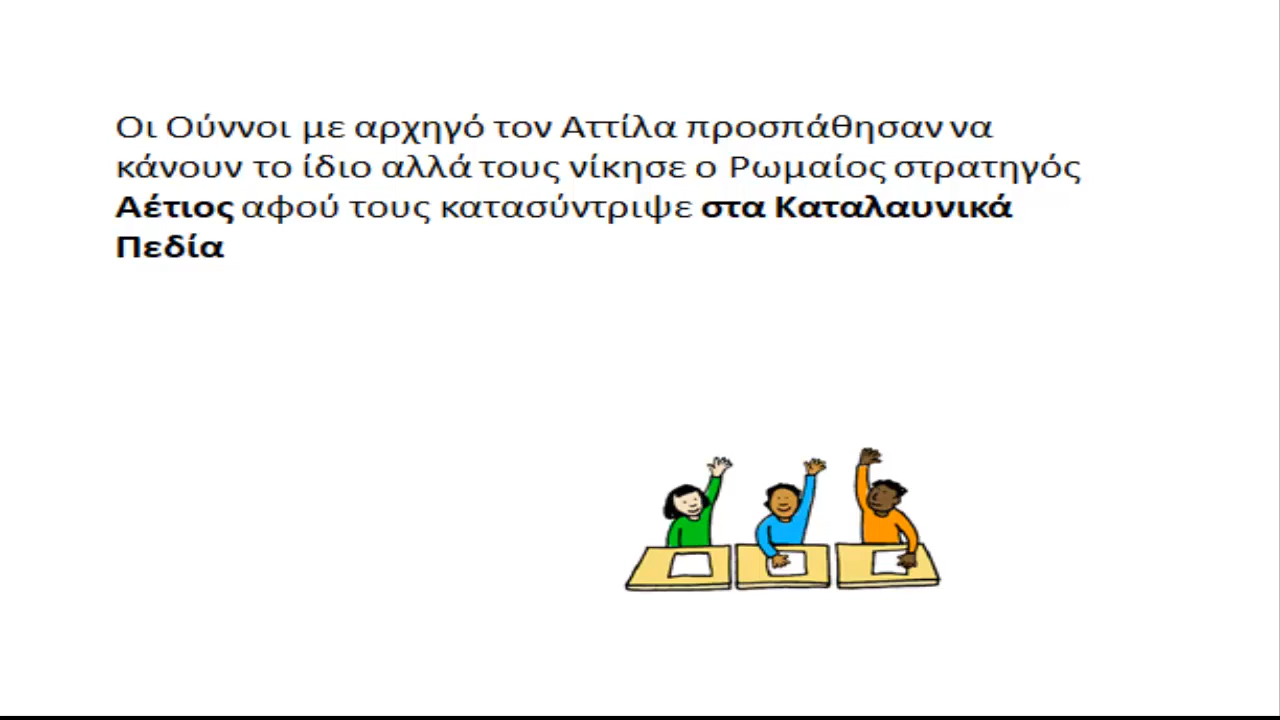 Οι Ούννοι με αρχηγό τον Αττίλα προσπάθησαν να
κάνουν το ίδιο αλλά τους νίκησε ο Ρωμαίος στρατηγός
Αέτιος αφού τους κατασύντριψε στα Καταλαυνικά
Πεδία